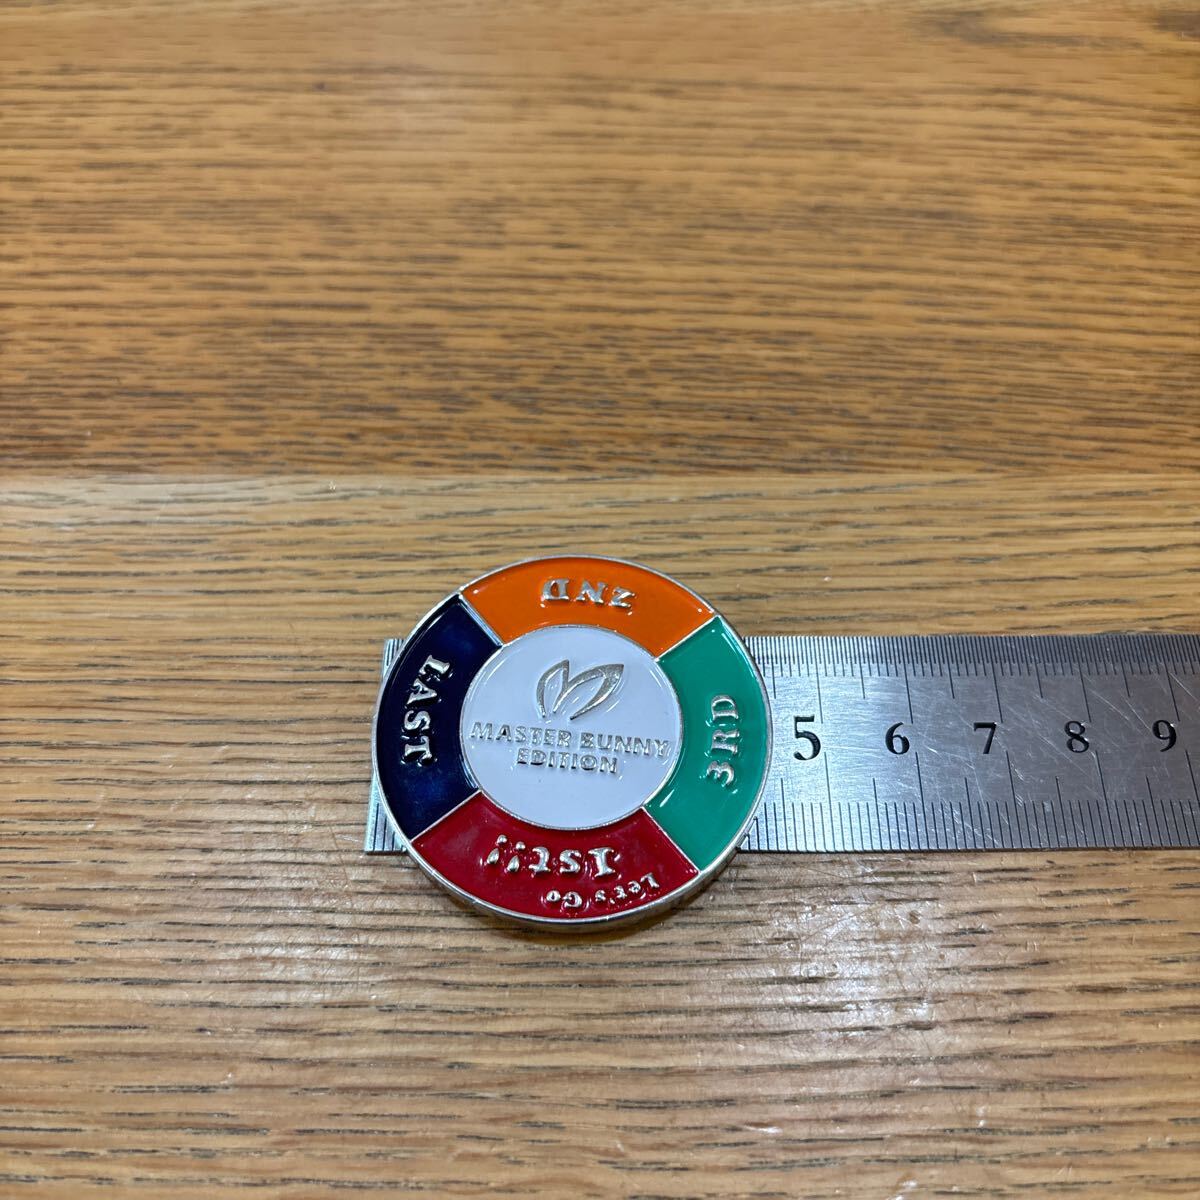 2ND
LAST
3RD
MASTER BUNNY
EDITION
1st!!
Let's Go
5 6 7 8 9